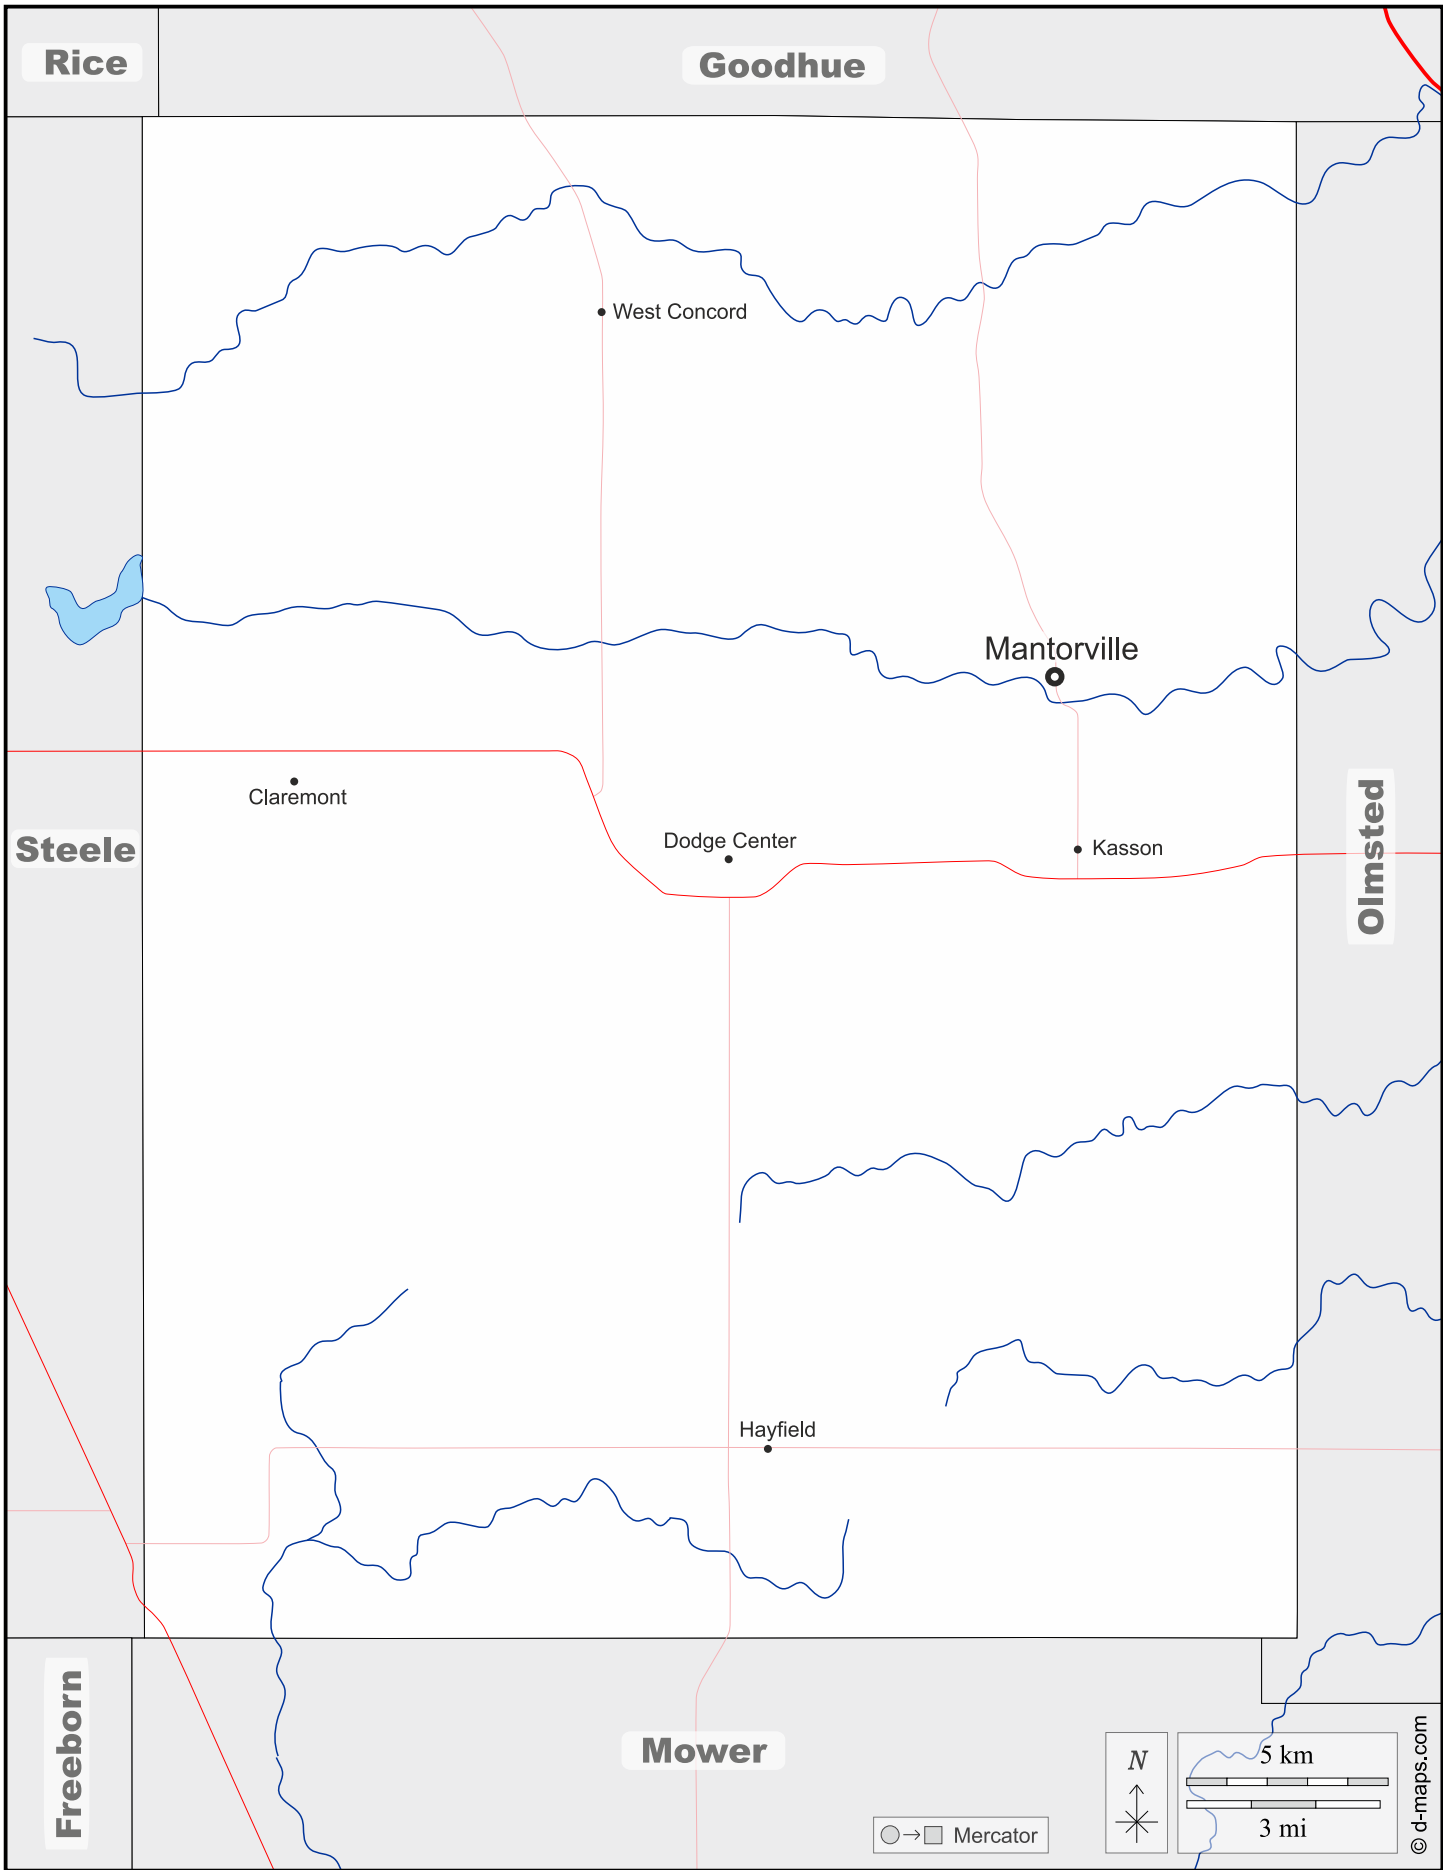 Rice
Goodhue
West Concord
Mantorville
Claremont
Dodge Center
Kasson
Steele
Olmsted
Hayfield
Freeborn
Mower
N
5 km
3 mi
Mercator
© d-maps.com